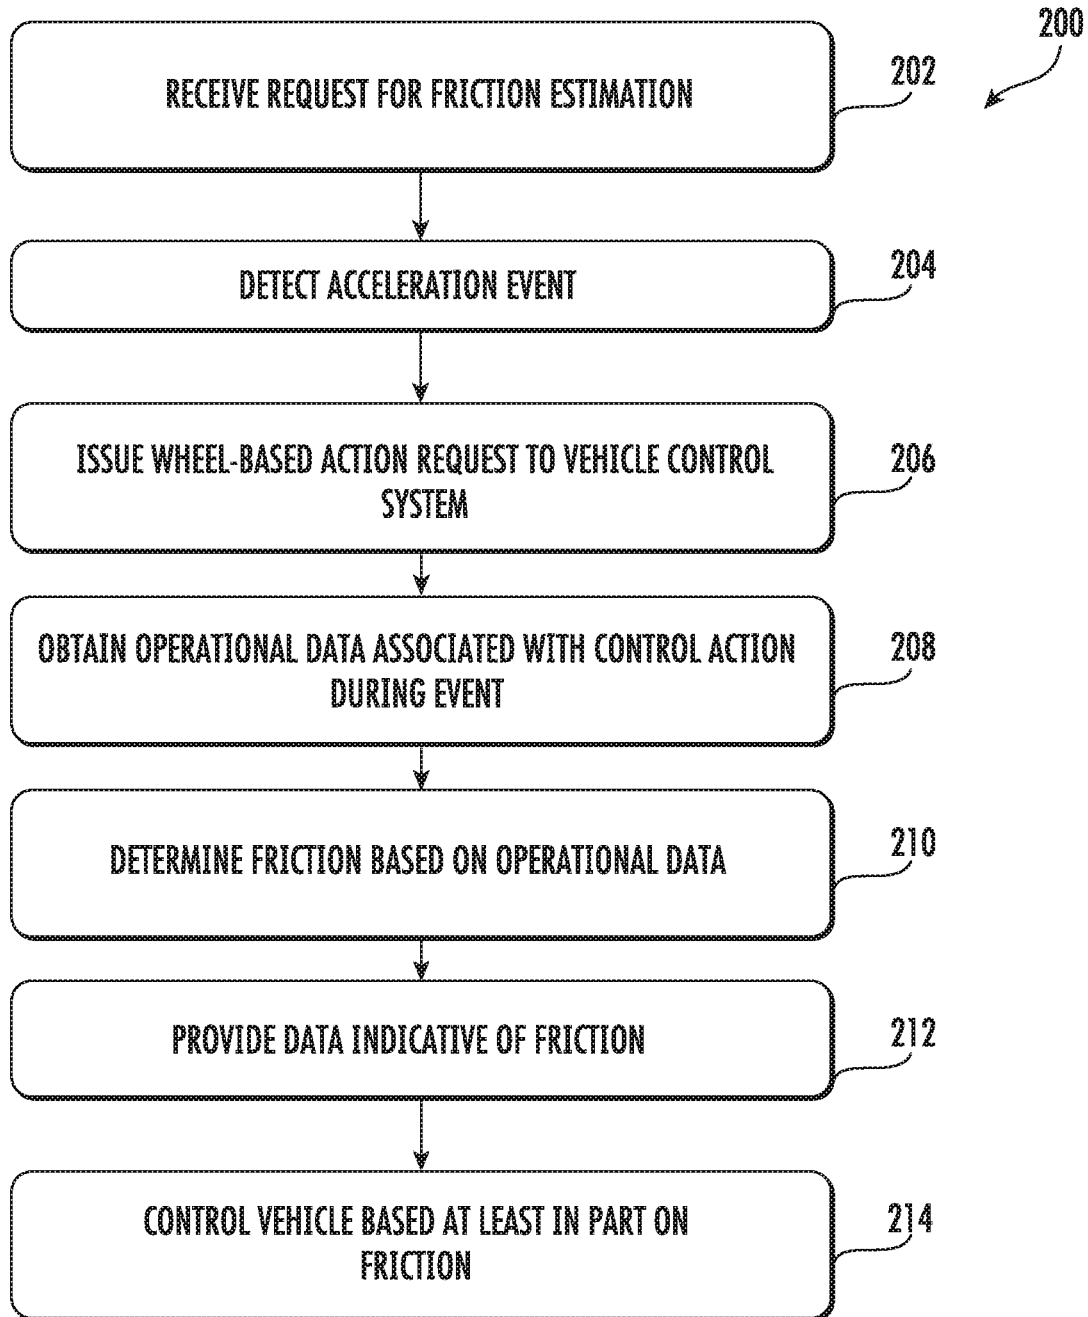 200
RECEIVE REQUEST FOR FRICTION ESTIMATION
202
DETECT ACCELERATION EVENT
204
ISSUE WHEEL-BASED ACTION REQUEST TO VEHICLE CONTROL
SYSTEM
206
OBTAIN OPERATIONAL DATA ASSOCIATED WITH CONTROL ACTION
DURING EVENT
208
DETERMINE FRICTION BASED ON OPERATIONAL DATA
210
PROVIDE DATA INDICATIVE OF FRICTION
212
CONTROL VEHICLE BASED AT LEAST IN PART ON
FRICTION
214